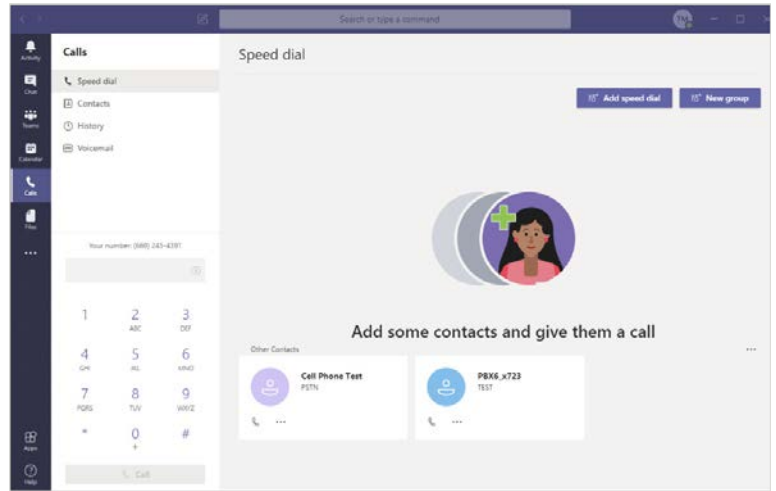 Search or type a command
TM
Activity
Chat
Teams
Calendar
Calls
Files
Apps
Help
Calls
Speed dial
Contacts
History
Voicemail
Your number: (680) 243-4391
1
2
ABC
3
DEF
4
GHI
5
JKL
6
MNO
7
PQRS
8
TUV
9
WXYZ
*
0
+
#
Call
Speed dial
Add speed dial
New group
Add some contacts and give them a call
Other Contacts
Cell Phone Test
PSTN
PBX6_x723
TEST